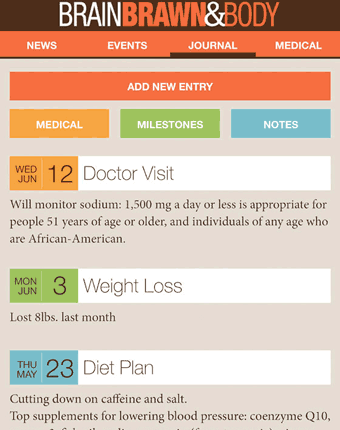 BRAINBRAWN&BODY
NEWS EVENTS JOURNAL MEDICAL
ADD NEW ENTRY
MEDICAL MILESTONES NOTES
WED JUN 12 Doctor Visit
Will monitor sodium: 1,500 mg a day or less is appropriate for
people 51 years of age or older, and individuals of any age who
are African-American.
MON JUN 3 Weight Loss
Lost 8lbs. last month
THU MAY 23 Diet Plan
Cutting down on caffeine and salt.
Top supplements for lowering blood pressure: coenzyme Q10,